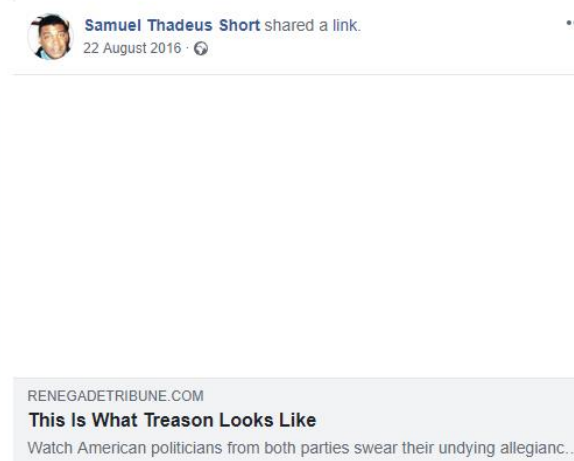 Samuel Thadeus Short shared a link.
22 August 2016 ·
RENEGADETRIBUNE.COM
This Is What Treason Looks Like
Watch American politicians from both parties swear their undying allegianc...